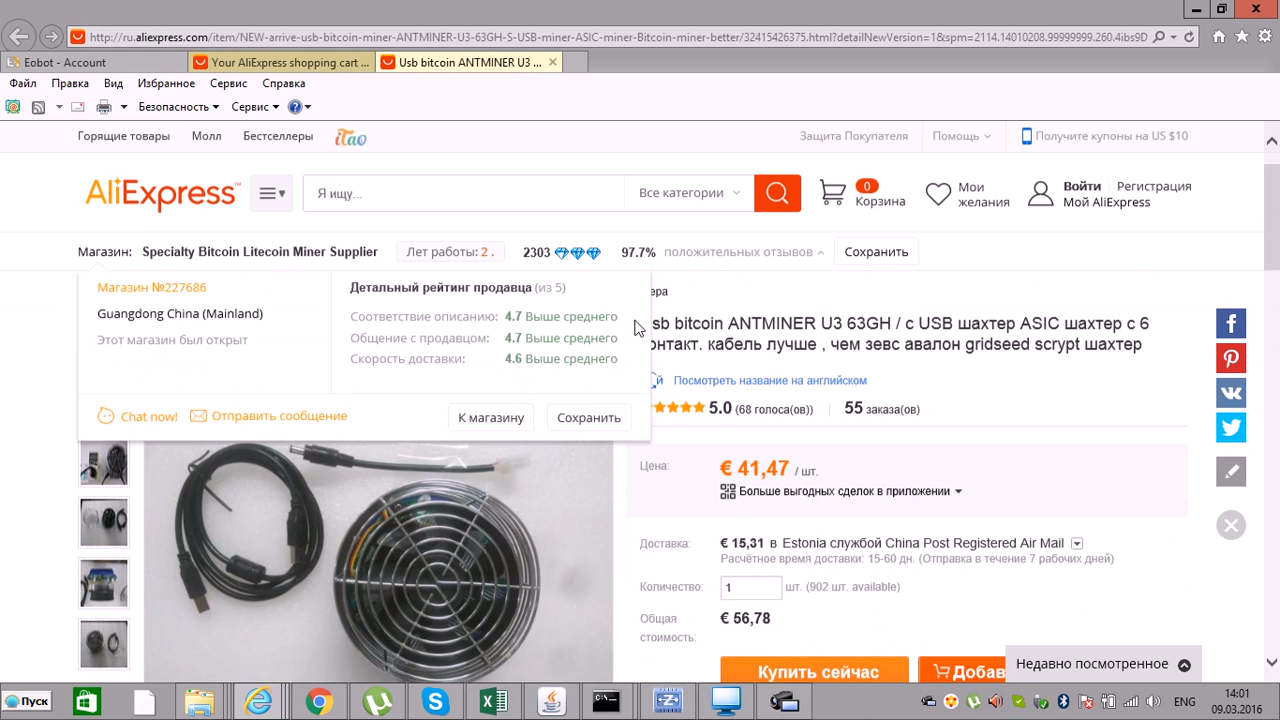 http://ru.aliexpress.com/item/NEW-arrive-usb-bitcoin-miner-ANTMINER-U3-63GH-S-USB-miner-ASIC-miner-Bitcoin-miner-better/32415426375.html?detailNewVersion=1&spm=2114.14010208.99999999.260.4ibs9D
Eobot - Account
Your AliExpress shopping cart ...
Usb bitcoin ANTMINER U3 ...
Файл Правка Вид Избранное Сервис Справка
Безопасность Сервис
Горящие товары Молл Бестселлеры iTao Защита Покупателя Помощь Получите купоны на US $10
AliExpress™ Я ищу... Все категории 0 Корзина Мои желания Войти Регистрация Мой AliExpress
Магазин: Specialty Bitcoin Litecoin Miner Supplier Лет работы: 2 . 2303 97.7% положительных отзывов Сохранить
Магазин №227686
Guangdong China (Mainland)
Этот магазин был открыт
Детальный рейтинг продавца (из 5)
Соответствие описанию: 4.7 Выше среднего
Общение с продавцом: 4.7 Выше среднего
Скорость доставки: 4.6 Выше среднего
Chat now! Отправить сообщение К магазину Сохранить
ера
sb bitcoin ANTMINER U3 63GH / с USB шахтер ASIC шахтер с 6
онтакт. кабель лучше , чем зевс авалон gridseed scrypt шахтер
й Посмотреть название на английском
5.0 (68 голоса(ов)) 55 заказа(ов)
Цена: € 41,47 / шт.
Больше выгодных сделок в приложении
Доставка: € 15,31 в Estonia службой China Post Registered Air Mail
Расчётное время доставки: 15-60 дн. (Отправка в течение 7 рабочих дней)
Количество: 1 шт. (902 шт. available)
Общая стоимость: € 56,78
Купить сейчас Добав
Недавно посмотренное
Пуск
ENG
14:01
09.03.2016